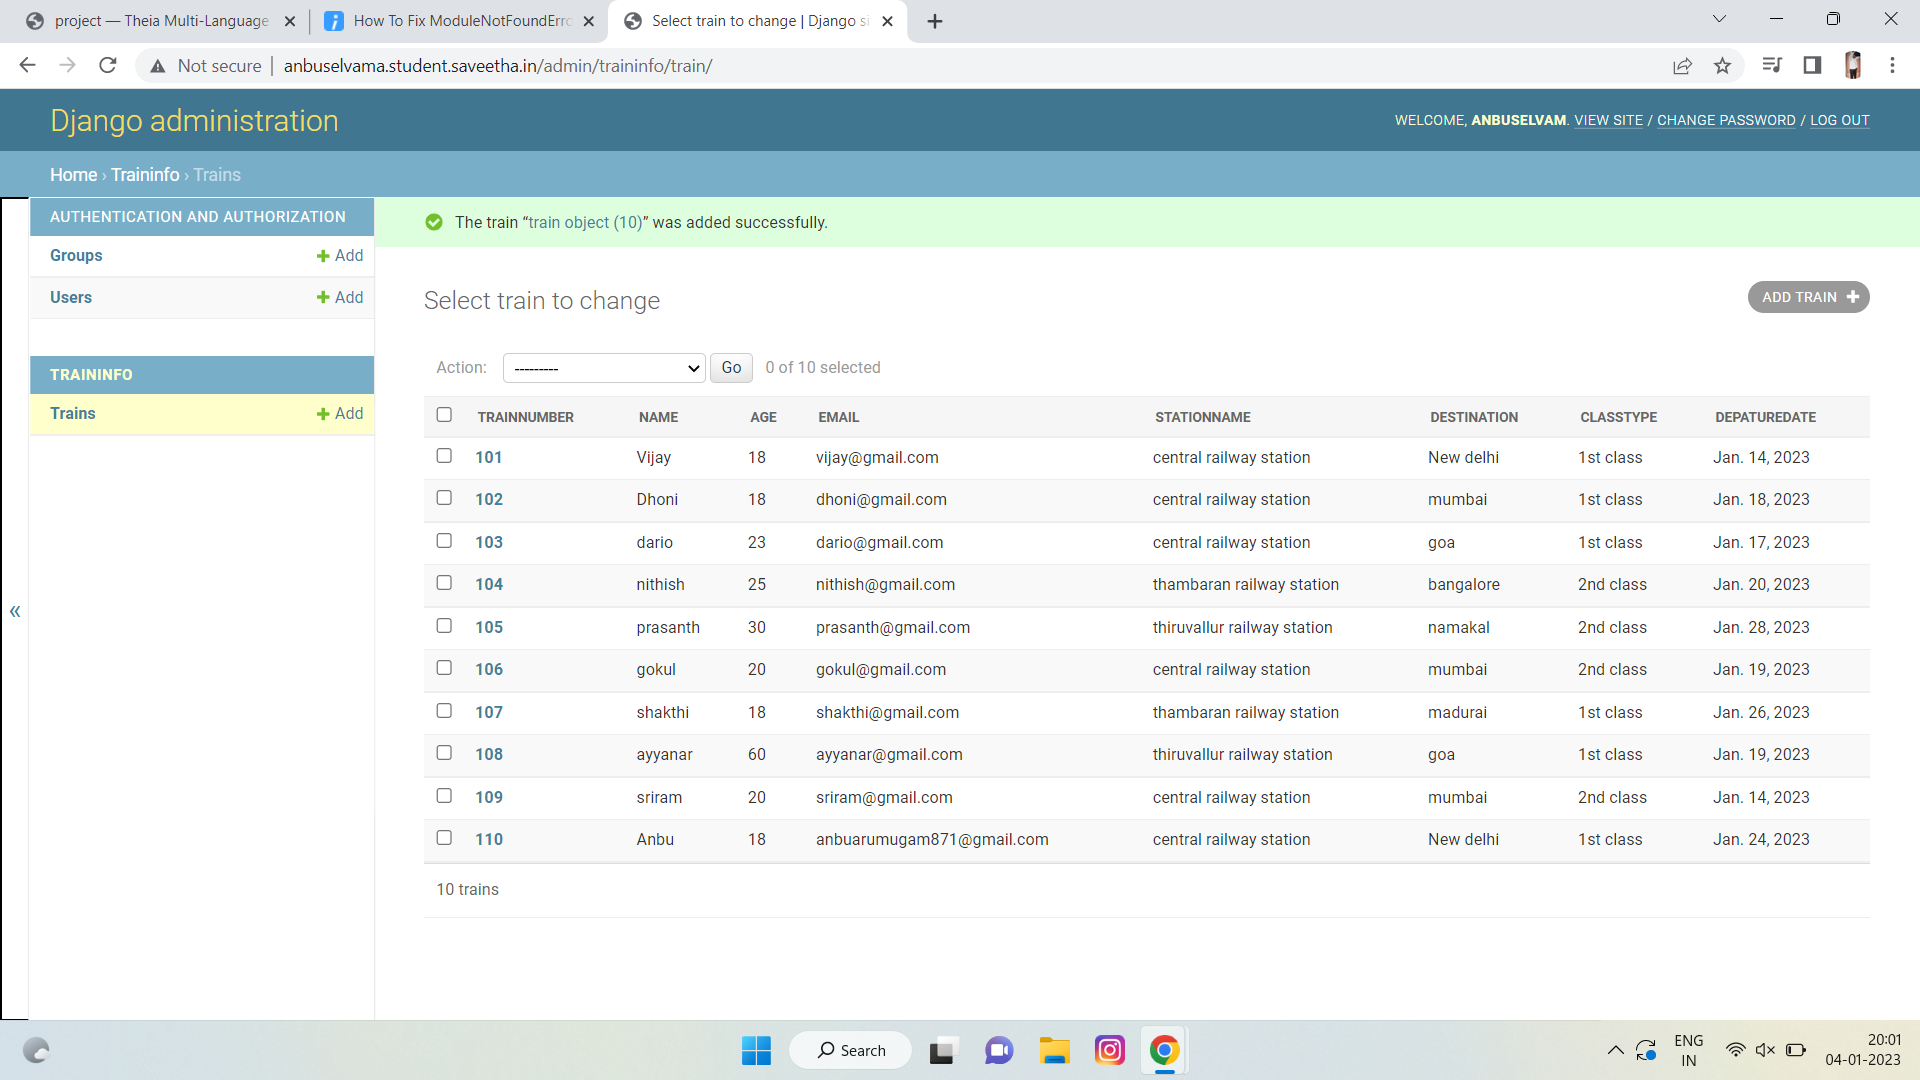 project — Theia Multi-Language
How To Fix ModuleNotFoundErro
Select train to change | Django si
Not secure | anbuselvama.student.saveetha.in/admin/traininfo/train/
Django administration
WELCOME, ANBUSELVAM. VIEW SITE / CHANGE PASSWORD / LOG OUT
Home › Traininfo › Trains
AUTHENTICATION AND AUTHORIZATION
Groups + Add
Users + Add
TRAININFO
Trains + Add
«
The train “train object (10)” was added successfully.
Select train to change
ADD TRAIN +
Action: --------- Go 0 of 10 selected
TRAINNUMBER NAME AGE EMAIL STATIONNAME DESTINATION CLASSTYPE DEPATUREDATE
101 Vijay 18 vijay@gmail.com central railway station New delhi 1st class Jan. 14, 2023
102 Dhoni 18 dhoni@gmail.com central railway station mumbai 1st class Jan. 18, 2023
103 dario 23 dario@gmail.com central railway station goa 1st class Jan. 17, 2023
104 nithish 25 nithish@gmail.com thambaran railway station bangalore 2nd class Jan. 20, 2023
105 prasanth 30 prasanth@gmail.com thiruvallur railway station namakal 2nd class Jan. 28, 2023
106 gokul 20 gokul@gmail.com central railway station mumbai 2nd class Jan. 19, 2023
107 shakthi 18 shakthi@gmail.com thambaran railway station madurai 1st class Jan. 26, 2023
108 ayyanar 60 ayyanar@gmail.com thiruvallur railway station goa 1st class Jan. 19, 2023
109 sriram 20 sriram@gmail.com central railway station mumbai 2nd class Jan. 14, 2023
110 Anbu 18 anbuarumugam871@gmail.com central railway station New delhi 1st class Jan. 24, 2023
10 trains
Search
ENG
IN
20:01
04-01-2023